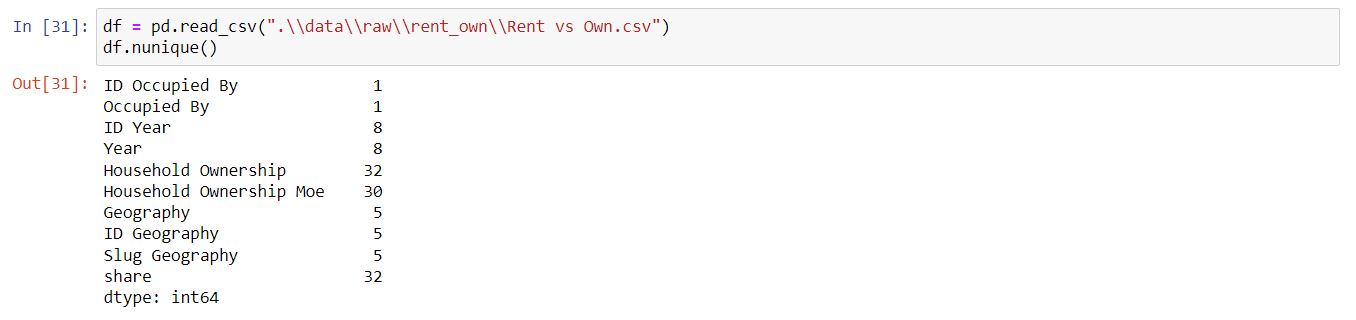 In [31]: df = pd.read_csv(".\\data\\raw\\rent_own\\Rent vs Own.csv")
df.nunique()
Out[31]: ID Occupied By 1
Occupied By 1
ID Year 8
Year 8
Household Ownership 32
Household Ownership Moe 30
Geography 5
ID Geography 5
Slug Geography 5
share 32
dtype: int64